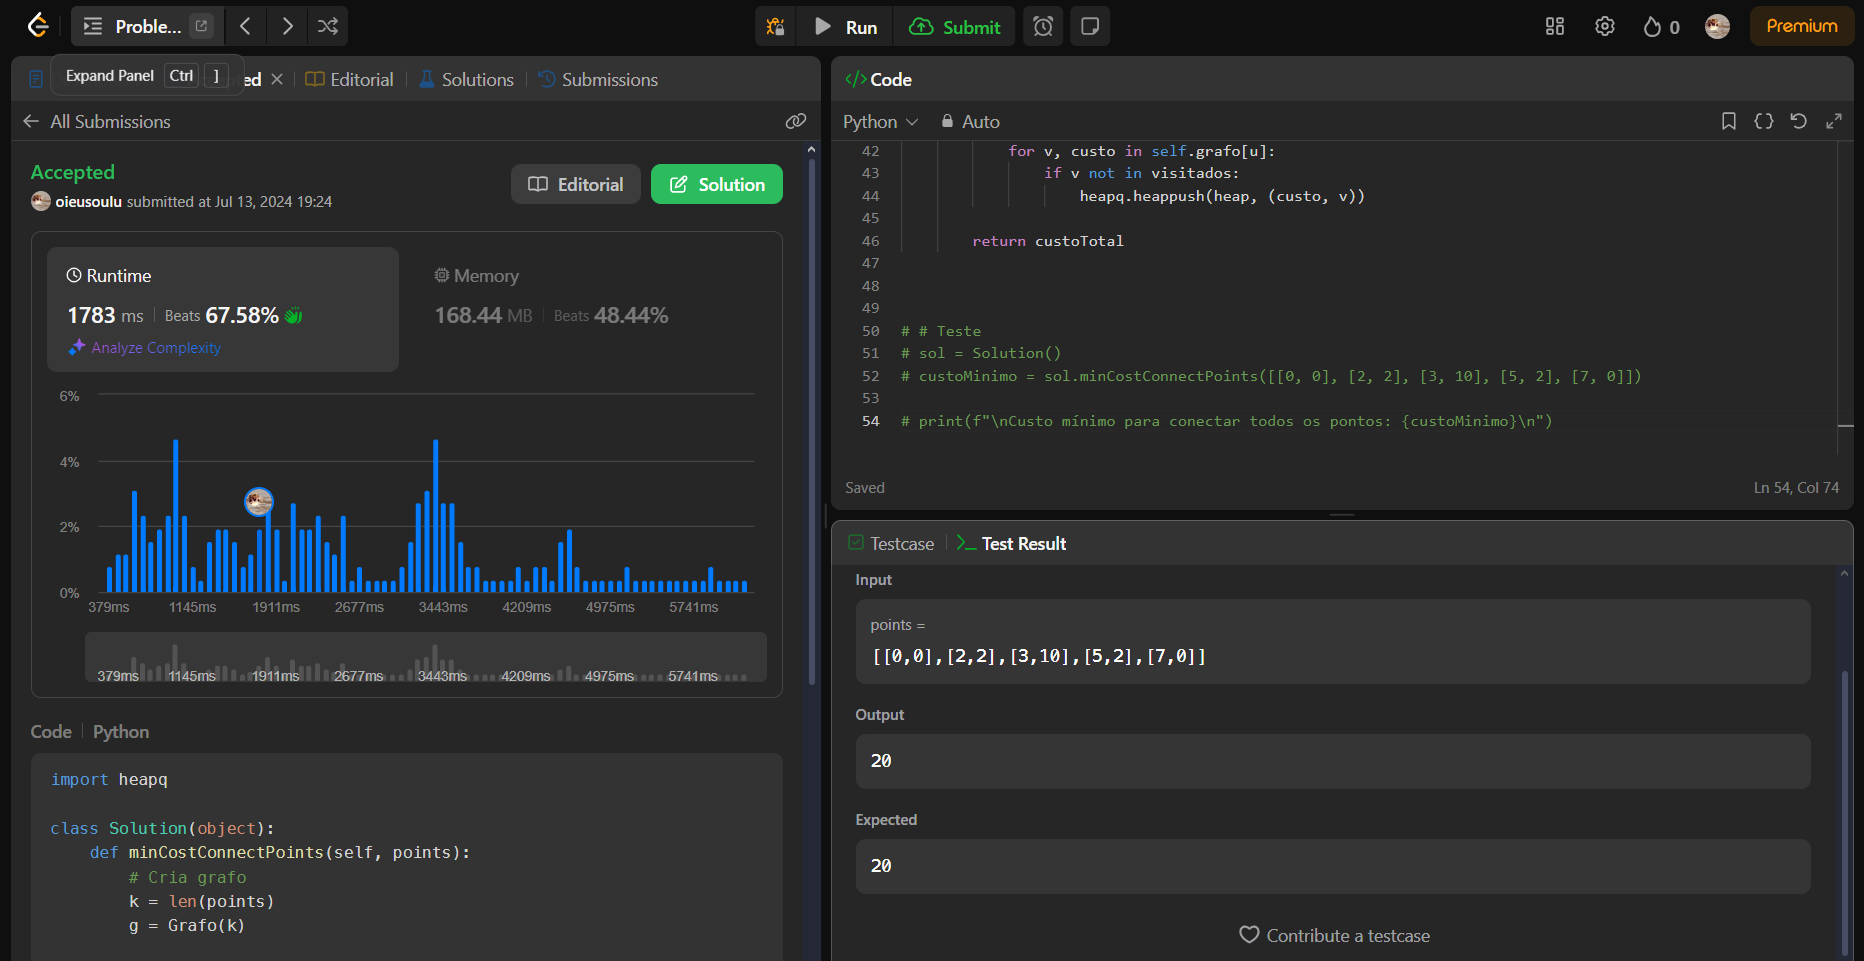 Proble...
Run
Submit
0
Premium
Expand Panel Ctrl ]
ed
Editorial
Solutions
Submissions
All Submissions
Accepted
oieusoulu submitted at Jul 13, 2024 19:24
Editorial
Solution
Runtime
1783 ms Beats 67.58%
Analyze Complexity
Memory
168.44 MB Beats 48.44%
6%
4%
2%
0%
379ms 1145ms 1911ms 2677ms 3443ms 4209ms 4975ms 5741ms
379ms 1145ms 1911ms 2677ms 3443ms 4209ms 4975ms 5741ms
Code Python
import heapq
class Solution(object):
def minCostConnectPoints(self, points):
# Cria grafo
k = len(points)
g = Grafo(k)
</> Code
Python Auto
42 for v, custo in self.grafo[u]:
43 if v not in visitados:
44 heapq.heappush(heap, (custo, v))
45
46 return custoTotal
47
48
49
50 # # Teste
51 # sol = Solution()
52 # custoMinimo = sol.minCostConnectPoints([[0, 0], [2, 2], [3, 10], [5, 2], [7, 0]])
53
54 # print(f"\nCusto mínimo para conectar todos os pontos: {custoMinimo}\n")
Saved
Ln 54, Col 74
Testcase
Test Result
Input
points =
[[0,0],[2,2],[3,10],[5,2],[7,0]]
Output
20
Expected
20
Contribute a testcase